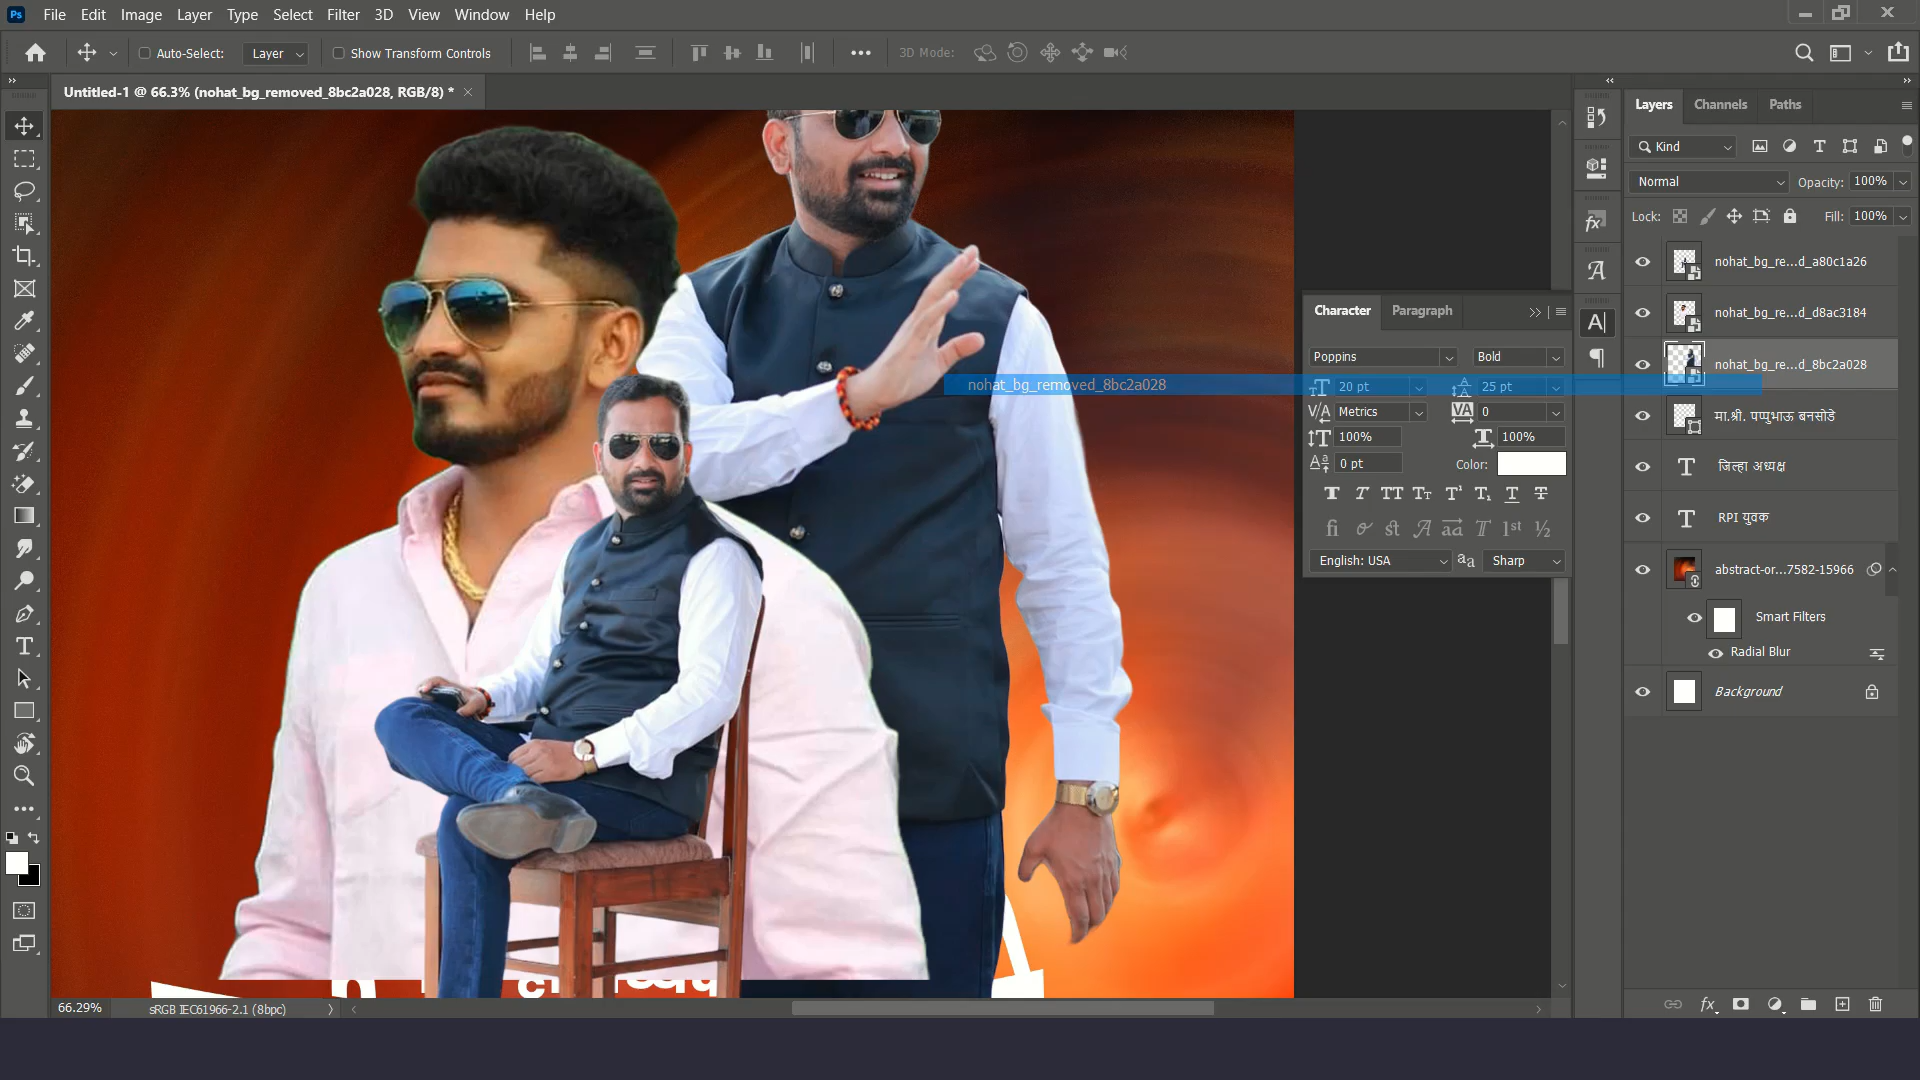 File Edit Image Layer Type Select Filter 3D View Window Help
Auto-Select: Layer Show Transform Controls 3D Mode:
Untitled-1 @ 66.3% (nohat_bg_removed_8bc2a028, RGB/8) *
Layers Channels Paths
Kind
Normal Opacity: 100%
Lock: Fill: 100%
nohat_bg_re...d_a80c1a26
nohat_bg_re...d_d8ac3184
nohat_bg_re...d_8bc2a028
मा.श्री. पप्पुभाऊ बनसोडे
जिल्हा अध्यक्ष
RPI युवक
abstract-or...7582-15966
Smart Filters
Radial Blur
Background
Character Paragraph
Poppins Bold
nohat_bg_removed_8bc2a028
20 pt 25 pt
Metrics 0
100% 100%
0 pt Color:
English: USA Sharp
66.29% sRGB IEC61966-2.1 (8bpc)